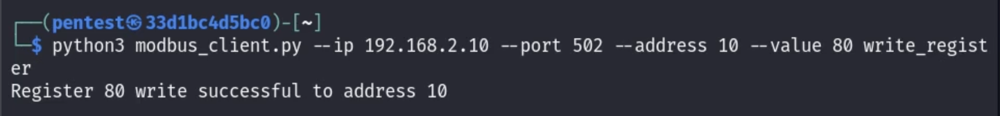 ┌──(pentest㉿33d1bc4d5bc0)-[~]
└─$ python3 modbus_client.py --ip 192.168.2.10 --port 502 --address 10 --value 80 write_regist
er
Register 80 write successful to address 10